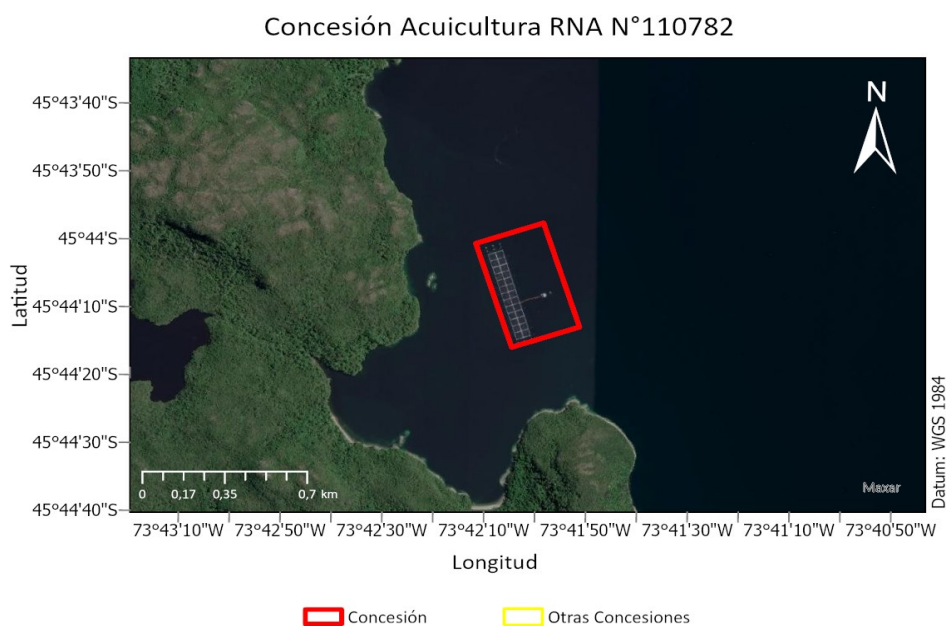 Concesión Acuicultura RNA N°110782
45°43'40"S
45°43'50"S
45°44'S
45°44'10"S
45°44'20"S
45°44'30"S
45°44'40"S
Latitud
N
Datum: WGS 1984
0 0,17 0,35 0,7 km
Maxar
73°43'10"W 73°42'50"W 73°42'30"W 73°42'10"W 73°41'50"W 73°41'30"W 73°41'10"W 73°40'50"W
Longitud
Concesión Otras Concesiones